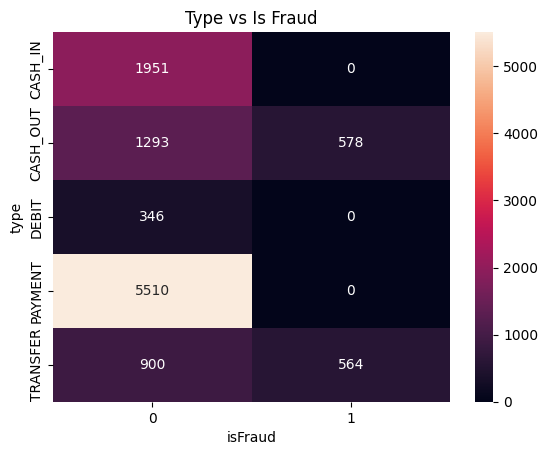 Type vs Is Fraud
type
CASH_IN
CASH_OUT
DEBIT
PAYMENT
TRANSFER
1951 0
1293 578
346 0
5510 0
900 564
0 1
isFraud
5000
4000
3000
2000
1000
0